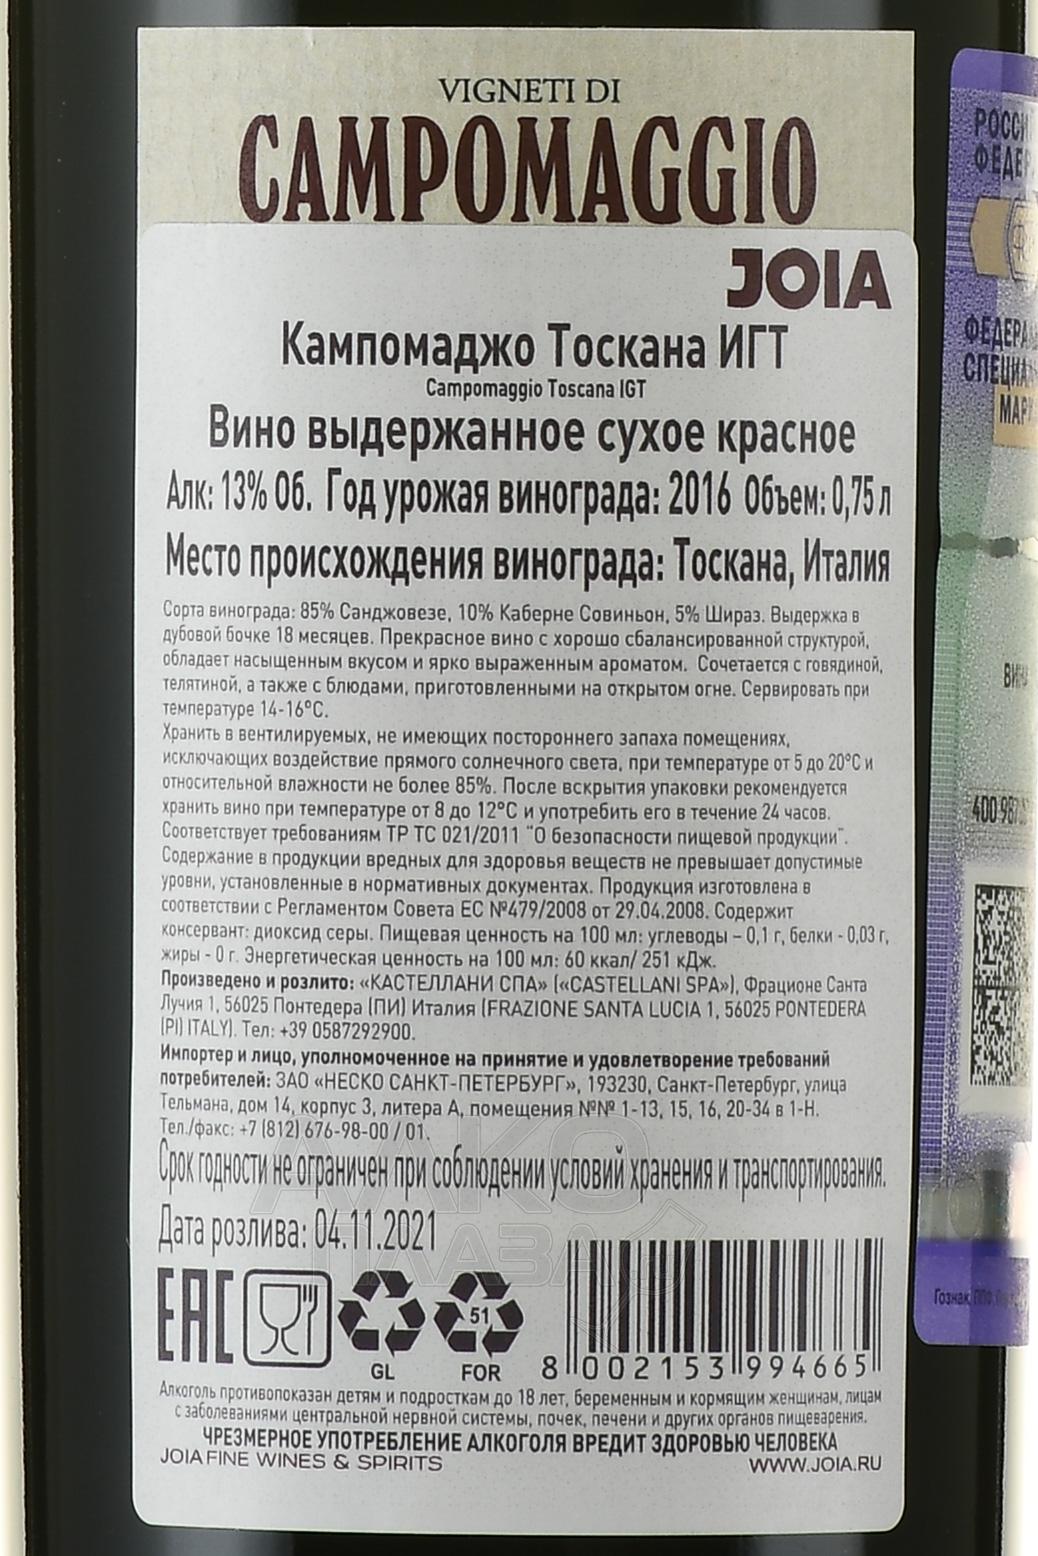 VIGNETI DI
CAMPOMAGGIO
JOIA
Кампомаджо Тоскана ИГТ
Campomaggio Toscana IGT
Вино выдержанное сухое красное
Алк: 13% Об. Год урожая винограда: 2016 Объем: 0,75 л
Место происхождения винограда: Тоскана, Италия
Сорта винограда: 85% Санджовезе, 10% Каберне Совиньон, 5% Шираз. Выдержка в
дубовой бочке 18 месяцев. Прекрасное вино с хорошо сбалансированной структурой,
обладает насыщенным вкусом и ярко выраженным ароматом. Сочетается с говядиной,
телятиной, а также с блюдами, приготовленными на открытом огне. Сервировать при
температуре 14-16°С.
Хранить в вентилируемых, не имеющих постороннего запаха помещениях,
исключающих воздействие прямого солнечного света, при температуре от 5 до 20°С и
относительной влажности не более 85%. После вскрытия упаковки рекомендуется
хранить вино при температуре от 8 до 12°С и употребить его в течение 24 часов.
Соответствует требованиям ТР ТС 021/2011 "О безопасности пищевой продукции".
Содержание в продукции вредных для здоровья веществ не превышает допустимые
уровни, установленные в нормативных документах. Продукция изготовлена в
соответствии с Регламентом Совета ЕС №479/2008 от 29.04.2008. Содержит
консервант: диоксид серы. Пищевая ценность на 100 мл: углеводы – 0,1 г, белки - 0,03 г,
жиры - 0 г. Энергетическая ценность на 100 мл: 60 ккал/ 251 кДж.
Произведено и розлито: «КАСТЕЛЛАНИ СПА» («CASTELLANI SPA»), Фрационе Санта
Лучия 1, 56025 Понтедера (ПИ) Италия (FRAZIONE SANTA LUCIA 1, 56025 PONTEDERA
(PI) ITALY). Тел: +39 0587292900.
Импортер и лицо, уполномоченное на принятие и удовлетворение требований
потребителей: ЗАО «НЕСКО САНКТ-ПЕТЕРБУРГ», 193230, Санкт-Петербург, улица
Тельмана, дом 14, корпус 3, литера А, помещения №№ 1-13, 15, 16, 20-34 в 1-Н.
Тел./факс: +7 (812) 676-98-00 / 01.
Срок годности не ограничен при соблюдении условий хранения и транспортирования.
Дата розлива: 04.11.2021
АЛКО
ПЛАЗА
EAC
51
GL
FOR
8 002153 994665
Алкоголь противопоказан детям и подросткам до 18 лет, беременным и кормящим женщинам, лицам
с заболеваниями центральной нервной системы, почек, печени и других органов пищеварения.
ЧРЕЗМЕРНОЕ УПОТРЕБЛЕНИЕ АЛКОГОЛЯ ВРЕДИТ ЗДОРОВЬЮ ЧЕЛОВЕКА
JOIA FINE WINES & SPIRITS
WWW.JOIA.RU
Гознак